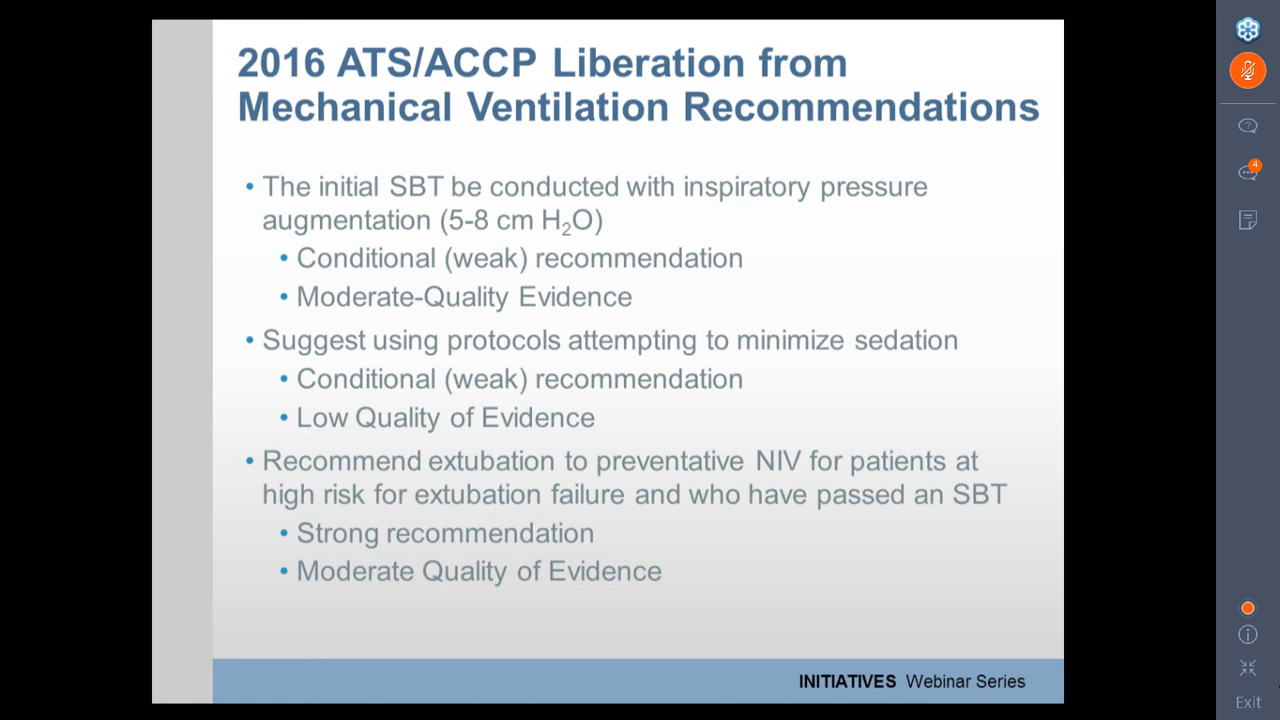 2016 ATS/ACCP Liberation from
Mechanical Ventilation Recommendations
• The initial SBT be conducted with inspiratory pressure
augmentation (5-8 cm H₂O)
• Conditional (weak) recommendation
• Moderate-Quality Evidence
• Suggest using protocols attempting to minimize sedation
• Conditional (weak) recommendation
• Low Quality of Evidence
• Recommend extubation to preventative NIV for patients at
high risk for extubation failure and who have passed an SBT
• Strong recommendation
• Moderate Quality of Evidence
INITIATIVES Webinar Series
?
4
i
Exit